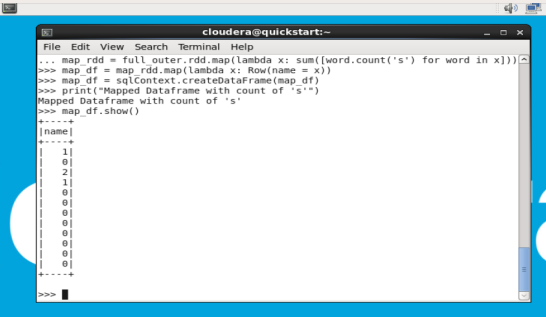 cloudera@quickstart:~
File Edit View Search Terminal Help
... map_rdd = full_outer.rdd.map(lambda x: sum([word.count('s') for word in x]))
>>> map_df = map_rdd.map(lambda x: Row(name = x))
>>> map_df = sqlContext.createDataFrame(map_df)
>>> print("Mapped Dataframe with count of 's'")
Mapped Dataframe with count of 's'
>>> map_df.show()
+----+
|name|
+----+
|   1|
|   0|
|   2|
|   1|
|   0|
|   0|
|   0|
|   0|
|   0|
|   0|
|   0|
|   0|
+----+
>>>